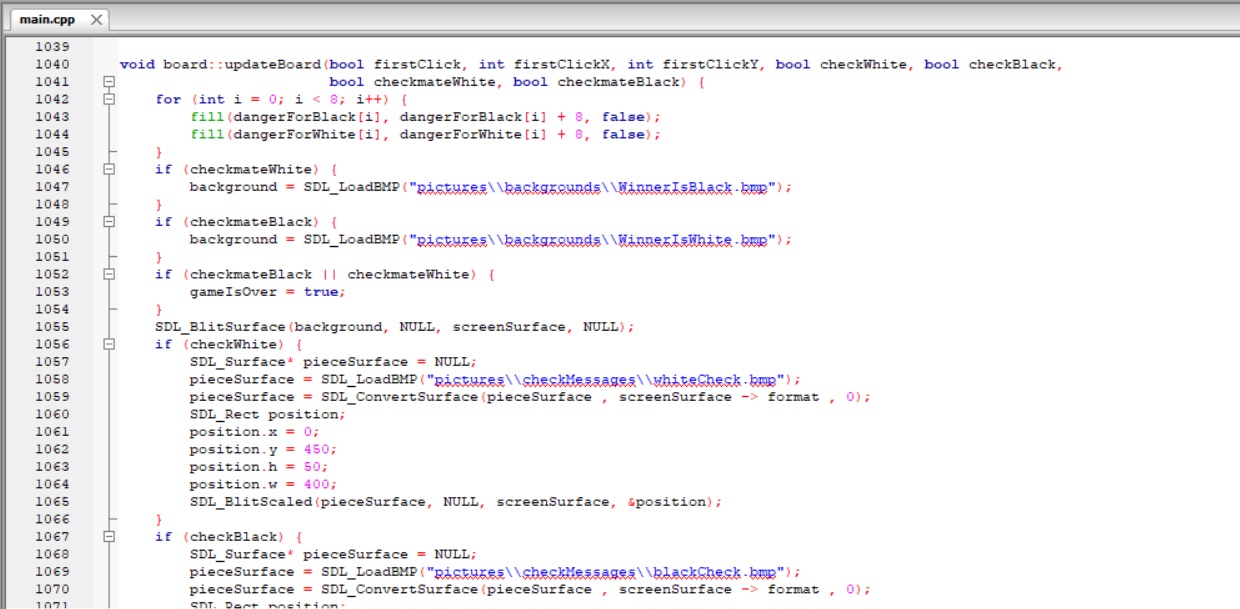 main.cpp
1039
1040 void board::updateBoard(bool firstClick, int firstClickX, int firstClickY, bool checkWhite, bool checkBlack,
1041 bool checkmateWhite, bool checkmateBlack) {
1042 for (int i = 0; i < 8; i++) {
1043 fill(dangerForBlack[i], dangerForBlack[i] + 8, false);
1044 fill(dangerForWhite[i], dangerForWhite[i] + 8, false);
1045 }
1046 if (checkmateWhite) {
1047 background = SDL_LoadBMP("pictures\\backgrounds\\WinnerIsBlack.bmp");
1048 }
1049 if (checkmateBlack) {
1050 background = SDL_LoadBMP("pictures\\backgrounds\\WinnerIsWhite.bmp");
1051 }
1052 if (checkmateBlack || checkmateWhite) {
1053 gameIsOver = true;
1054 }
1055 SDL_BlitSurface(background, NULL, screenSurface, NULL);
1056 if (checkWhite) {
1057 SDL_Surface* pieceSurface = NULL;
1058 pieceSurface = SDL_LoadBMP("pictures\\checkMessages\\whiteCheck.bmp");
1059 pieceSurface = SDL_ConvertSurface(pieceSurface , screenSurface -> format , 0);
1060 SDL_Rect position;
1061 position.x = 0;
1062 position.y = 450;
1063 position.h = 50;
1064 position.w = 400;
1065 SDL_BlitScaled(pieceSurface, NULL, screenSurface, &position);
1066 }
1067 if (checkBlack) {
1068 SDL_Surface* pieceSurface = NULL;
1069 pieceSurface = SDL_LoadBMP("pictures\\checkMessages\\blackCheck.bmp");
1070 pieceSurface = SDL_ConvertSurface(pieceSurface , screenSurface -> format , 0);
1071 SDL_Rect position;